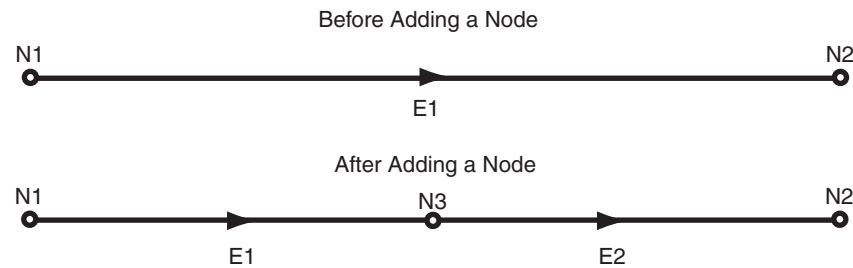 Before Adding a Node
N1 N2
E1
After Adding a Node
N1 N3 N2
E1 E2